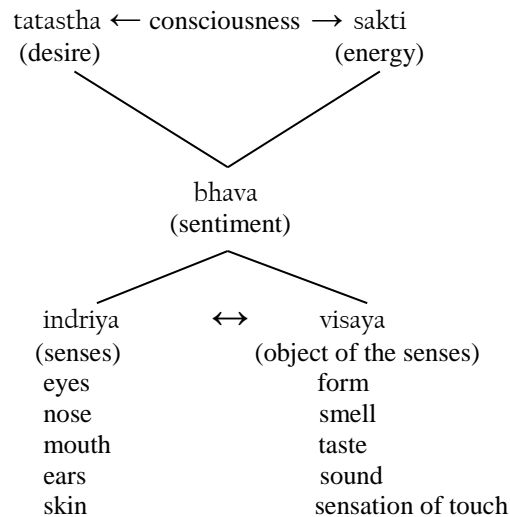 tatastha ← consciousness → sakti
(desire) (energy)
bhava
(sentiment)
indriya ↔ visaya
(senses) (object of the senses)
eyes form
nose smell
mouth taste
ears sound
skin sensation of touch